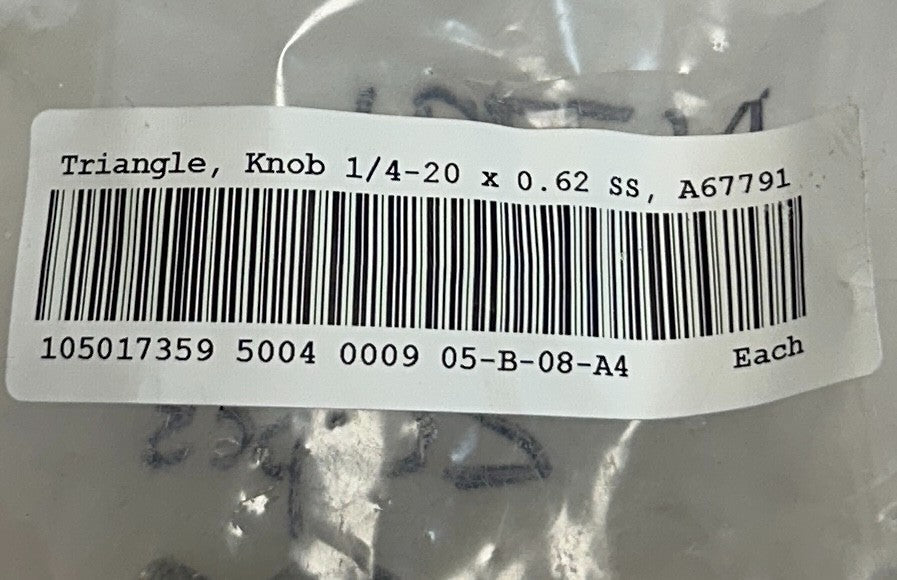 Triangle, Knob 1/4-20 x 0.62 SS, A67791
105017359 5004 0009 05-B-08-A4 Each